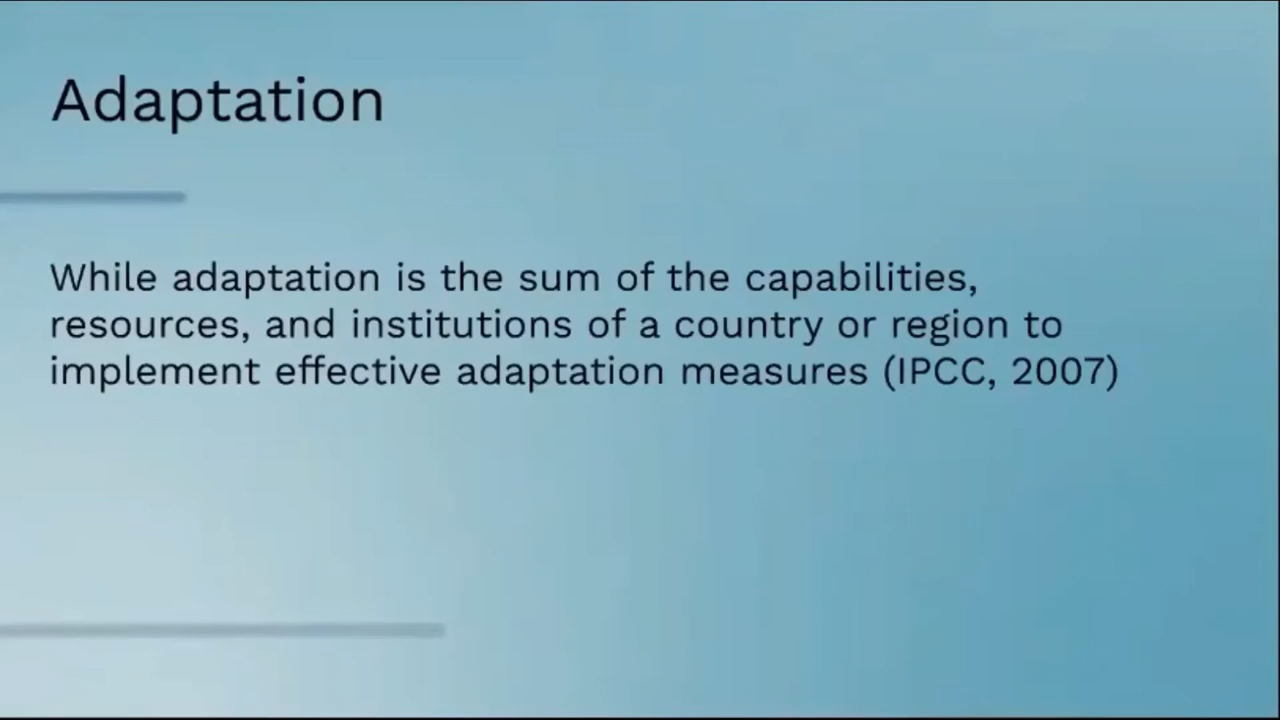 Adaptation
While adaptation is the sum of the capabilities,
resources, and institutions of a country or region to
implement effective adaptation measures (IPCC, 2007)